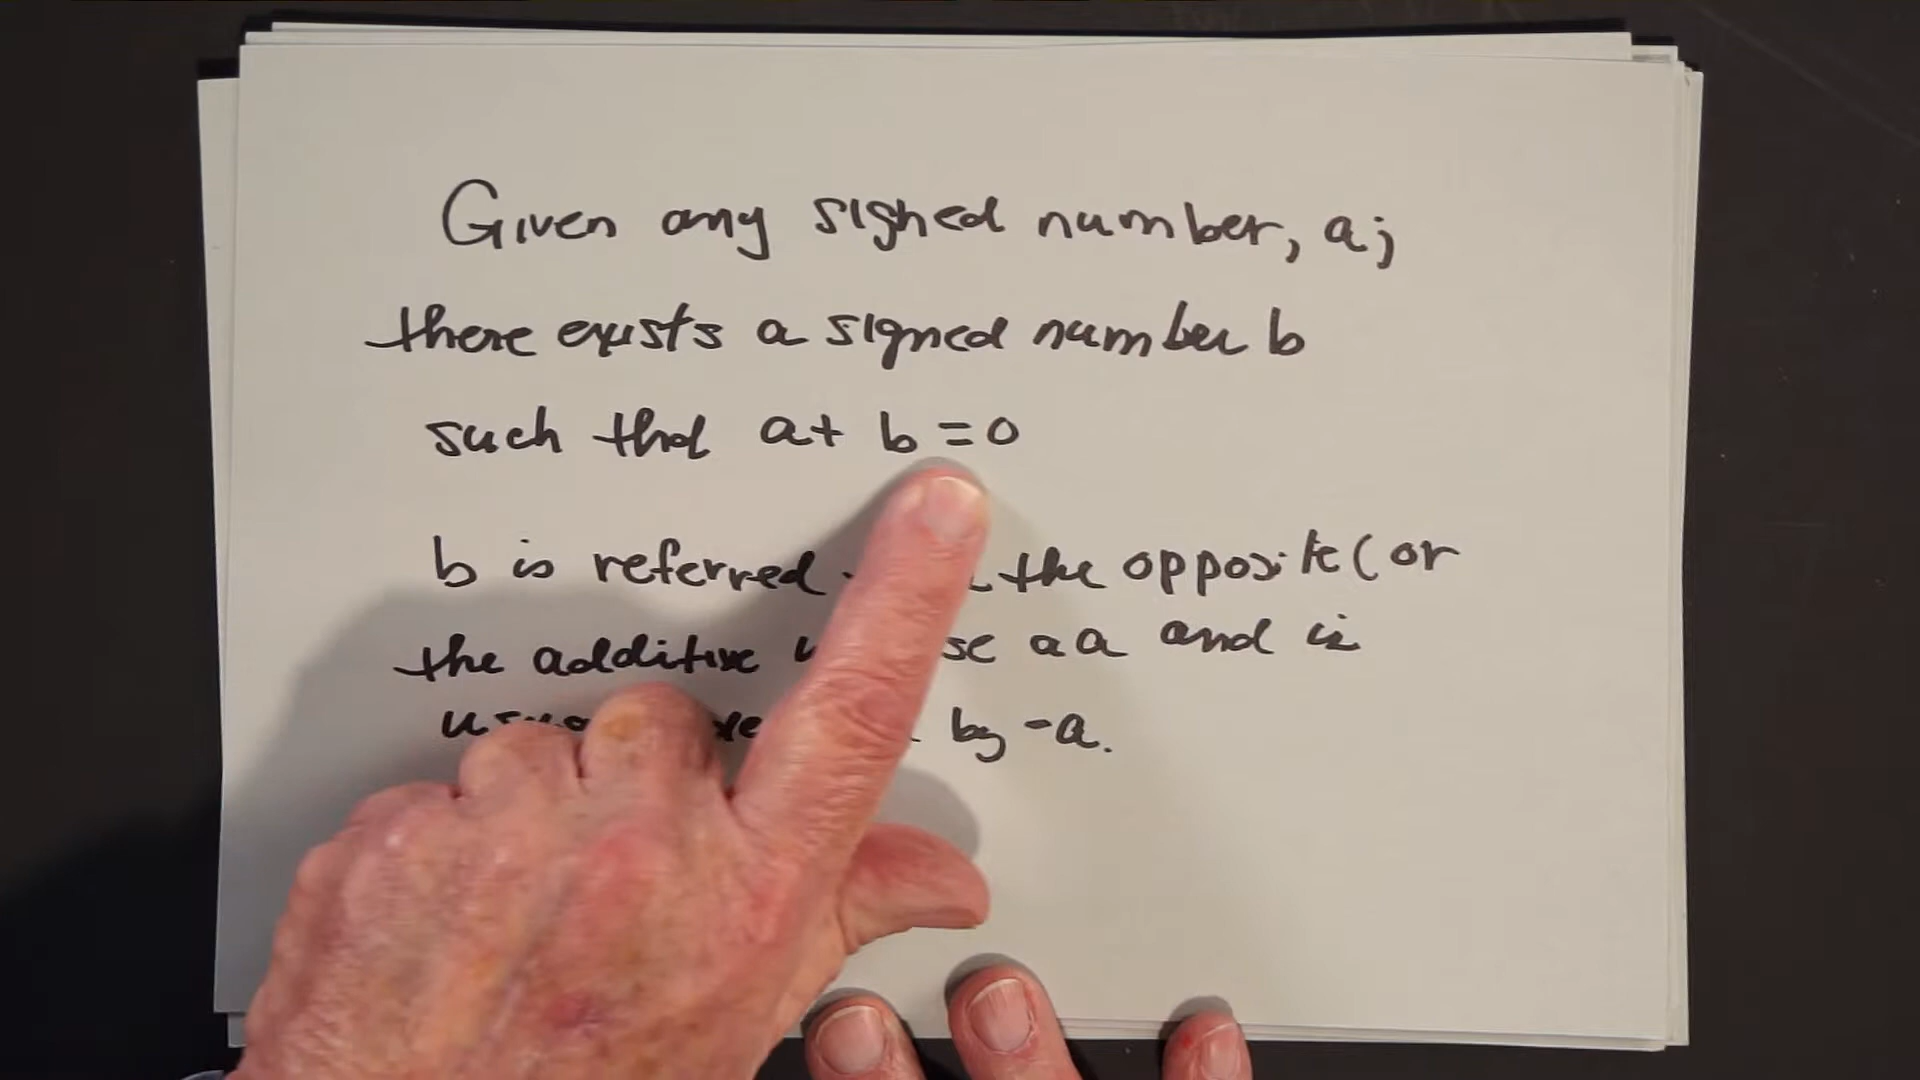 Given any signed number, a;
there exists a signed number b
such that a + b = 0
b is referred the opposite (or
the additive a a and is
by -a.